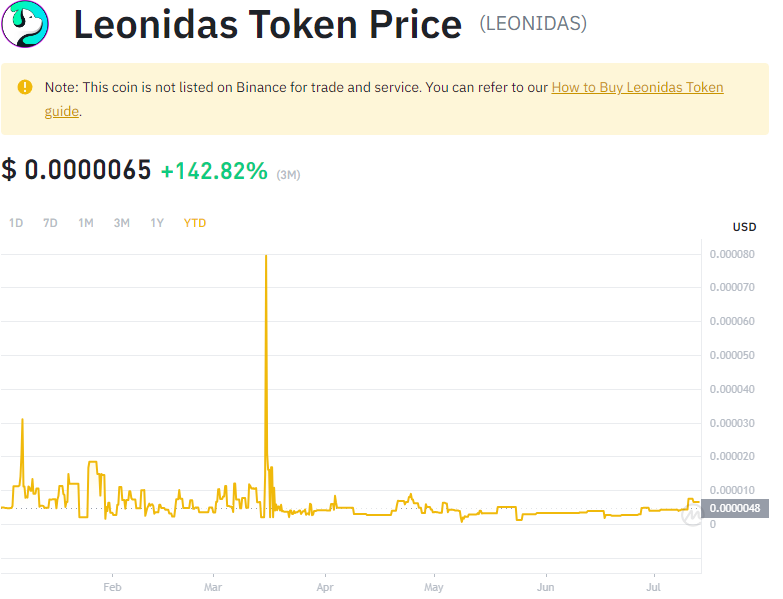 Leonidas Token Price (LEONIDAS)
Note: This coin is not listed on Binance for trade and service. You can refer to our How to Buy Leonidas Token
guide.
$ 0.0000065 +142.82% (3M)
1D 7D 1M 3M 1Y YTD
USD
0.000080
0.000070
0.000060
0.000050
0.000040
0.000030
0.000020
0.000010
0.0000048
0
Feb Mar Apr May Jun Jul